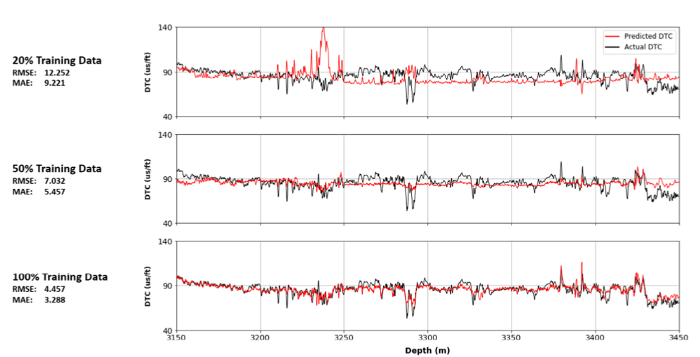 20% Training Data
RMSE: 12.252
MAE: 9.221
140
90
40
DTC (us/ft)
Predicted DTC
Actual DTC
50% Training Data
RMSE: 7.032
MAE: 5.457
140
90
40
DTC (us/ft)
100% Training Data
RMSE: 4.457
MAE: 3.288
140
90
40
DTC (us/ft)
3150 3200 3250 3300 3350 3400 3450
Depth (m)